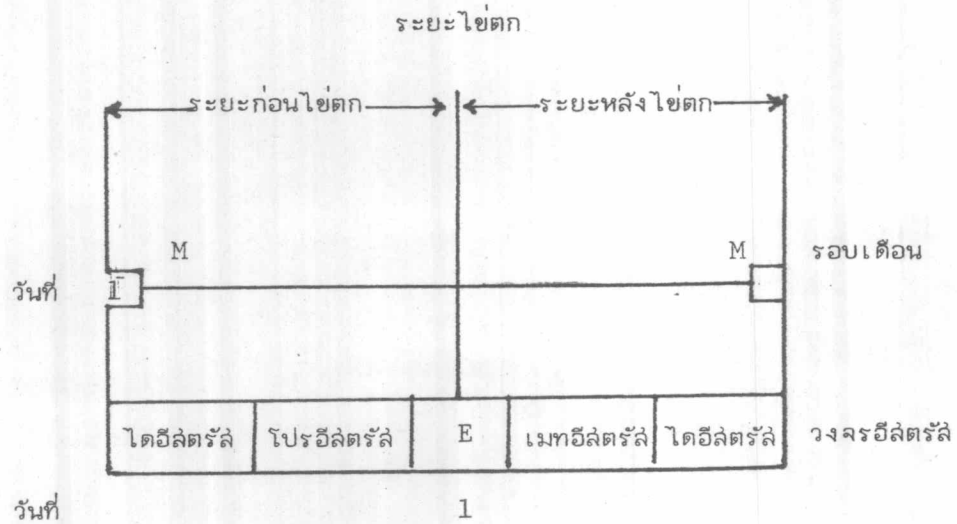 ระยะไข่ตก
ระยะก่อนไข่ตก ระยะหลังไข่ตก
M M รอบเดือน
วันที่ 1
ไดอีสตรัส โปรอีสตรัส E เมทอีสตรัส ไดอีสตรัส วงจรอีสตรัส
วันที่ 1